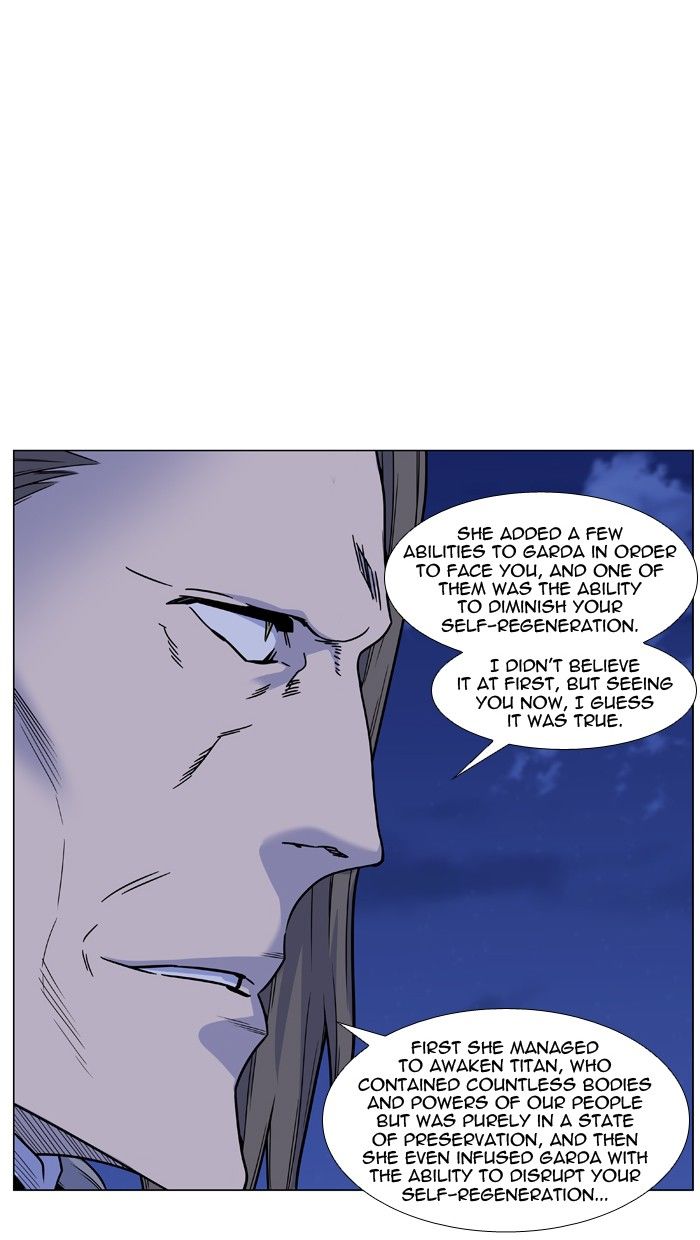 SHE ADDED A FEW
ABILITIES TO GARDA IN ORDER
TO FACE YOU, AND ONE OF
THEM WAS THE ABILITY
TO DIMINISH YOUR
SELF-REGENERATION.
I DIDN'T BELIEVE
IT AT FIRST, BUT SEEING
YOU NOW, I GUESS
IT WAS TRUE.
FIRST SHE MANAGED
TO AWAKEN TITAN, WHO
CONTAINED COUNTLESS BODIES
AND POWERS OF OUR PEOPLE
BUT WAS PURELY IN A STATE
OF PRESERVATION, AND THEN
SHE EVEN INFUSED GARDA WITH
THE ABILITY TO DISRUPT YOUR
SELF-REGENERATION...